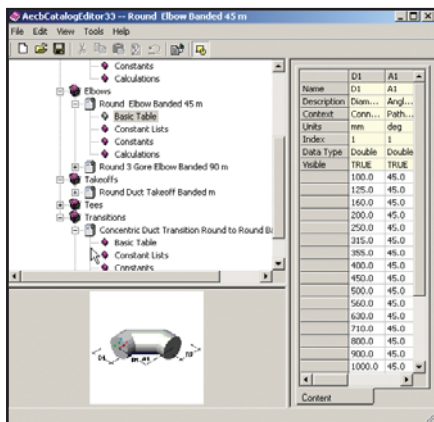 AecbCatalogEditor33 -- Round Elbow Banded 45 m
File Edit View Tools Help
Constants
Calculations
Elbows
Round Elbow Banded 45 m
Basic Table
Constant Lists
Constants
Calculations
Round 3 Gore Elbow Banded 90 m
Takeoffs
Round Duct Takeoff Banded m
Tees
Transitions
Concentric Duct Transition Round to Round Ba
Basic Table
Constant Lists
Constants
D1 A1
Name D1 A1
Description Diam... Angl...
Context Conn... Path...
Units mm deg
Index 1 1
Data Type Double Double
Visible TRUE TRUE
100.0 45.0
125.0 45.0
160.0 45.0
200.0 45.0
250.0 45.0
315.0 45.0
355.0 45.0
400.0 45.0
450.0 45.0
500.0 45.0
560.0 45.0
630.0 45.0
710.0 45.0
800.0 45.0
900.0 45.0
1000.0 45.0
Content